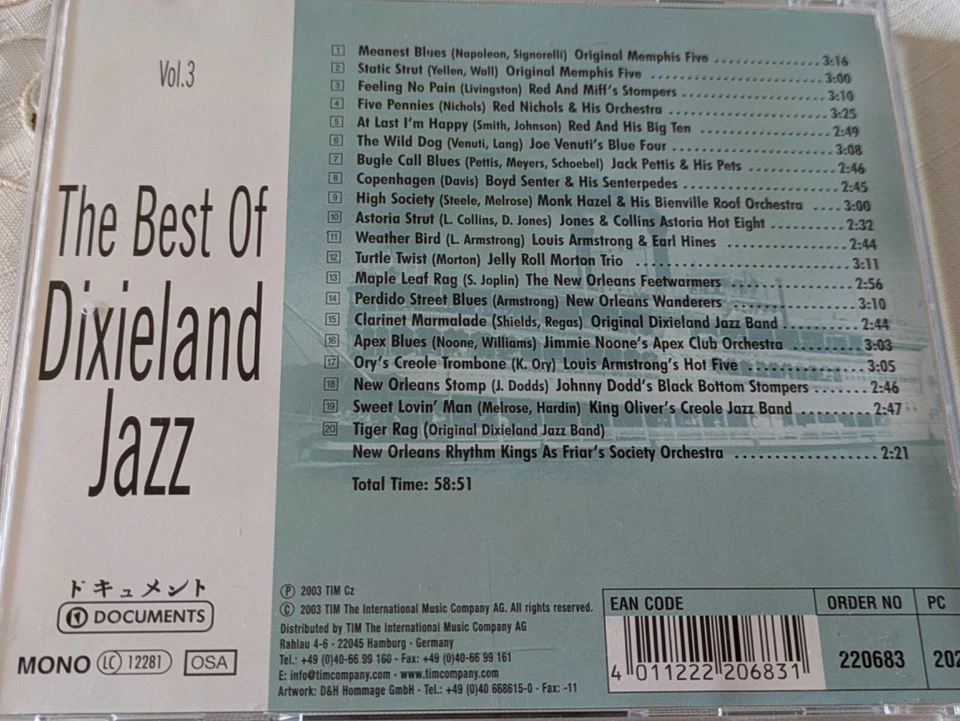 Vol.3
The Best Of
Dixieland
Jazz
1 Meanest Blues (Napoleon, Signorelli) Original Memphis Five 3:16
2 Static Strut (Yellen, Wall) Original Memphis Five 3:00
3 Feeling No Pain (Livingston) Red And Miff's Stompers 3:10
4 Five Pennies (Nichols) Red Nichols & His Orchestra 3:25
5 At Last I'm Happy (Smith, Johnson) Red And His Big Ten 2:49
6 The Wild Dog (Venuti, Lang) Joe Venuti's Blue Four 3:08
7 Bugle Call Blues (Pettis, Meyers, Schoebel) Jack Pettis & His Pets 2:46
8 Copenhagen (Davis) Boyd Senter & His Senterpedes 2:45
9 High Society (Steele, Melrose) Monk Hazel & His Bienville Roof Orchestra 3:00
10 Astoria Strut (L. Collins, D. Jones) Jones & Collins Astoria Hot Eight 2:32
11 Weather Bird (L. Armstrong) Louis Armstrong & Earl Hines 2:44
12 Turtle Twist (Morton) Jelly Roll Morton Trio 3:11
13 Maple Leaf Rag (S. Joplin) The New Orleans Feetwarmers 2:56
14 Perdido Street Blues (Armstrong) New Orleans Wanderers 3:10
15 Clarinet Marmalade (Shields, Regas) Original Dixieland Jazz Band 2:44
16 Apex Blues (Noone, Williams) Jimmie Noone's Apex Club Orchestra 3:03
17 Ory's Creole Trombone (K. Ory) Louis Armstrong's Hot Five 3:05
18 New Orleans Stomp (J. Dodds) Johnny Dodd's Black Bottom Stompers 2:46
19 Sweet Lovin' Man (Melrose, Hardin) King Oliver's Creole Jazz Band 2:47
20 Tiger Rag (Original Dixieland Jazz Band)
New Orleans Rhythm Kings As Friar's Society Orchestra 2:21
Total Time: 58:51
ドキュメント
DOCUMENTS
MONO LC 12281 OSA
Ⓟ 2003 TIM Cz
© 2003 TIM The International Music Company AG. All rights reserved.
Distributed by TIM The International Music Company AG
Rahlau 4-6 · 22045 Hamburg · Germany
Tel.: +49 (0)40-66 99 160 · Fax: +49 (0)40-66 99 161
E: info@timcompany.com · www.timcompany.com
Artwork: D&H Hommage GmbH · Tel.: +49 (0)40 668615-0 · Fax: -11
EAN CODE
4 011222 206831
ORDER NO
220683
PC
202